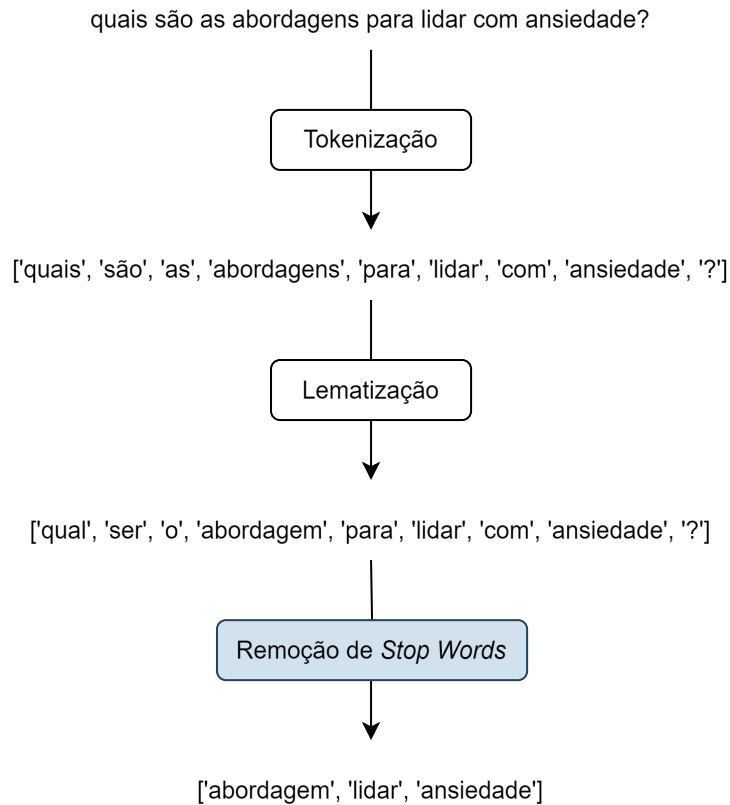 quais são as abordagens para lidar com ansiedade?
Tokenização
['quais', 'são', 'as', 'abordagens', 'para', 'lidar', 'com', 'ansiedade', '?']
Lematização
['qual', 'ser', 'o', 'abordagem', 'para', 'lidar', 'com', 'ansiedade', '?']
Remoção de Stop Words
['abordagem', 'lidar', 'ansiedade']